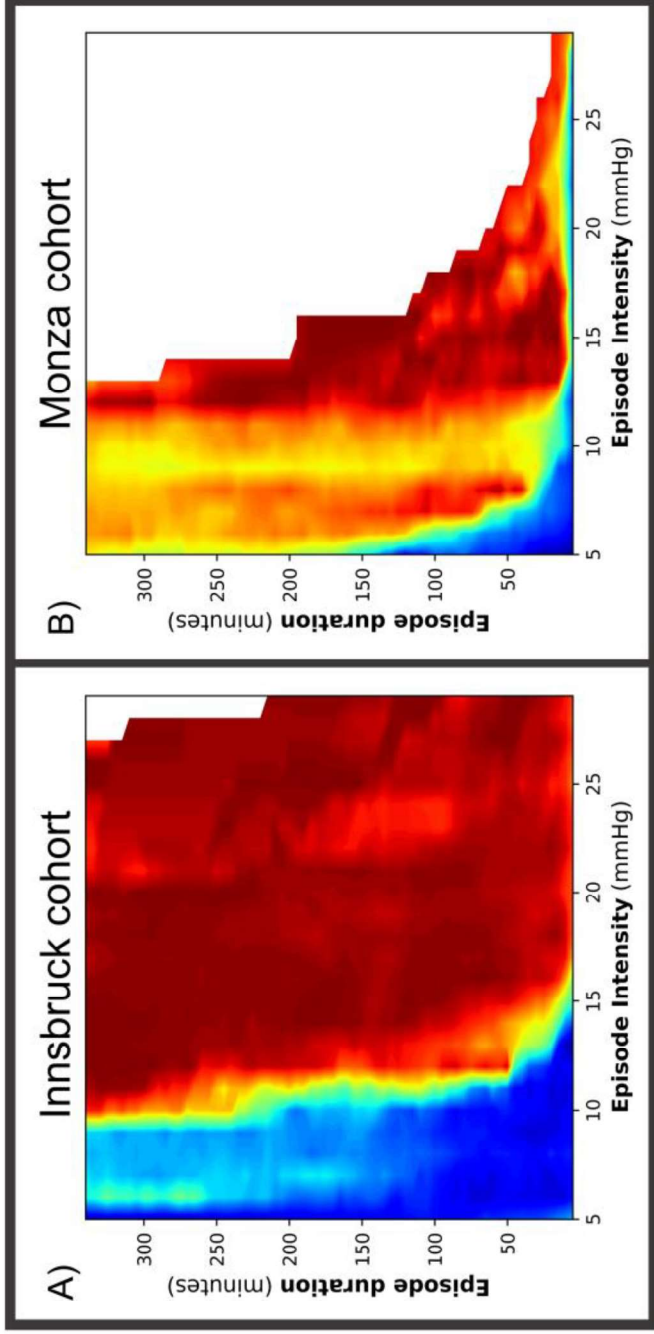 A)
Innsbruck cohort
Episode duration (minutes)
300
250
200
150
100
50
5
10
15
20
25
Episode Intensity (mmHg)
B)
Monza cohort
Episode duration (minutes)
300
250
200
150
100
50
5
10
15
20
25
Episode Intensity (mmHg)